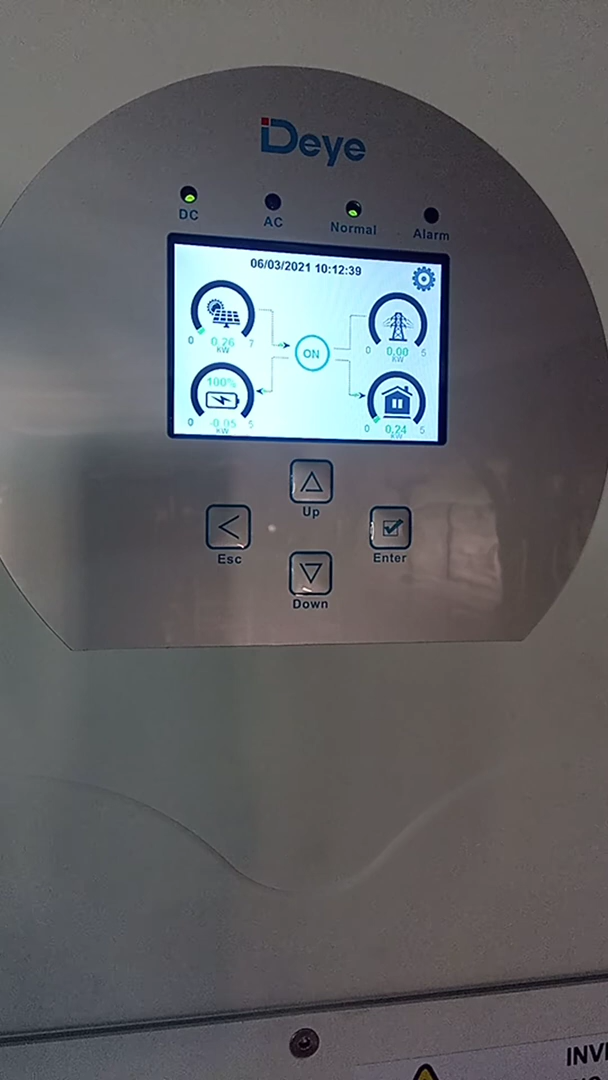 Deye
DC AC Normal Alarm
06/03/2021 10:12:39
0 0,26 7
KW
0 0,00 5
KW
ON
100%
0 -0,05 5
KW
0 0,24 5
KW
Up
Esc
Enter
Down